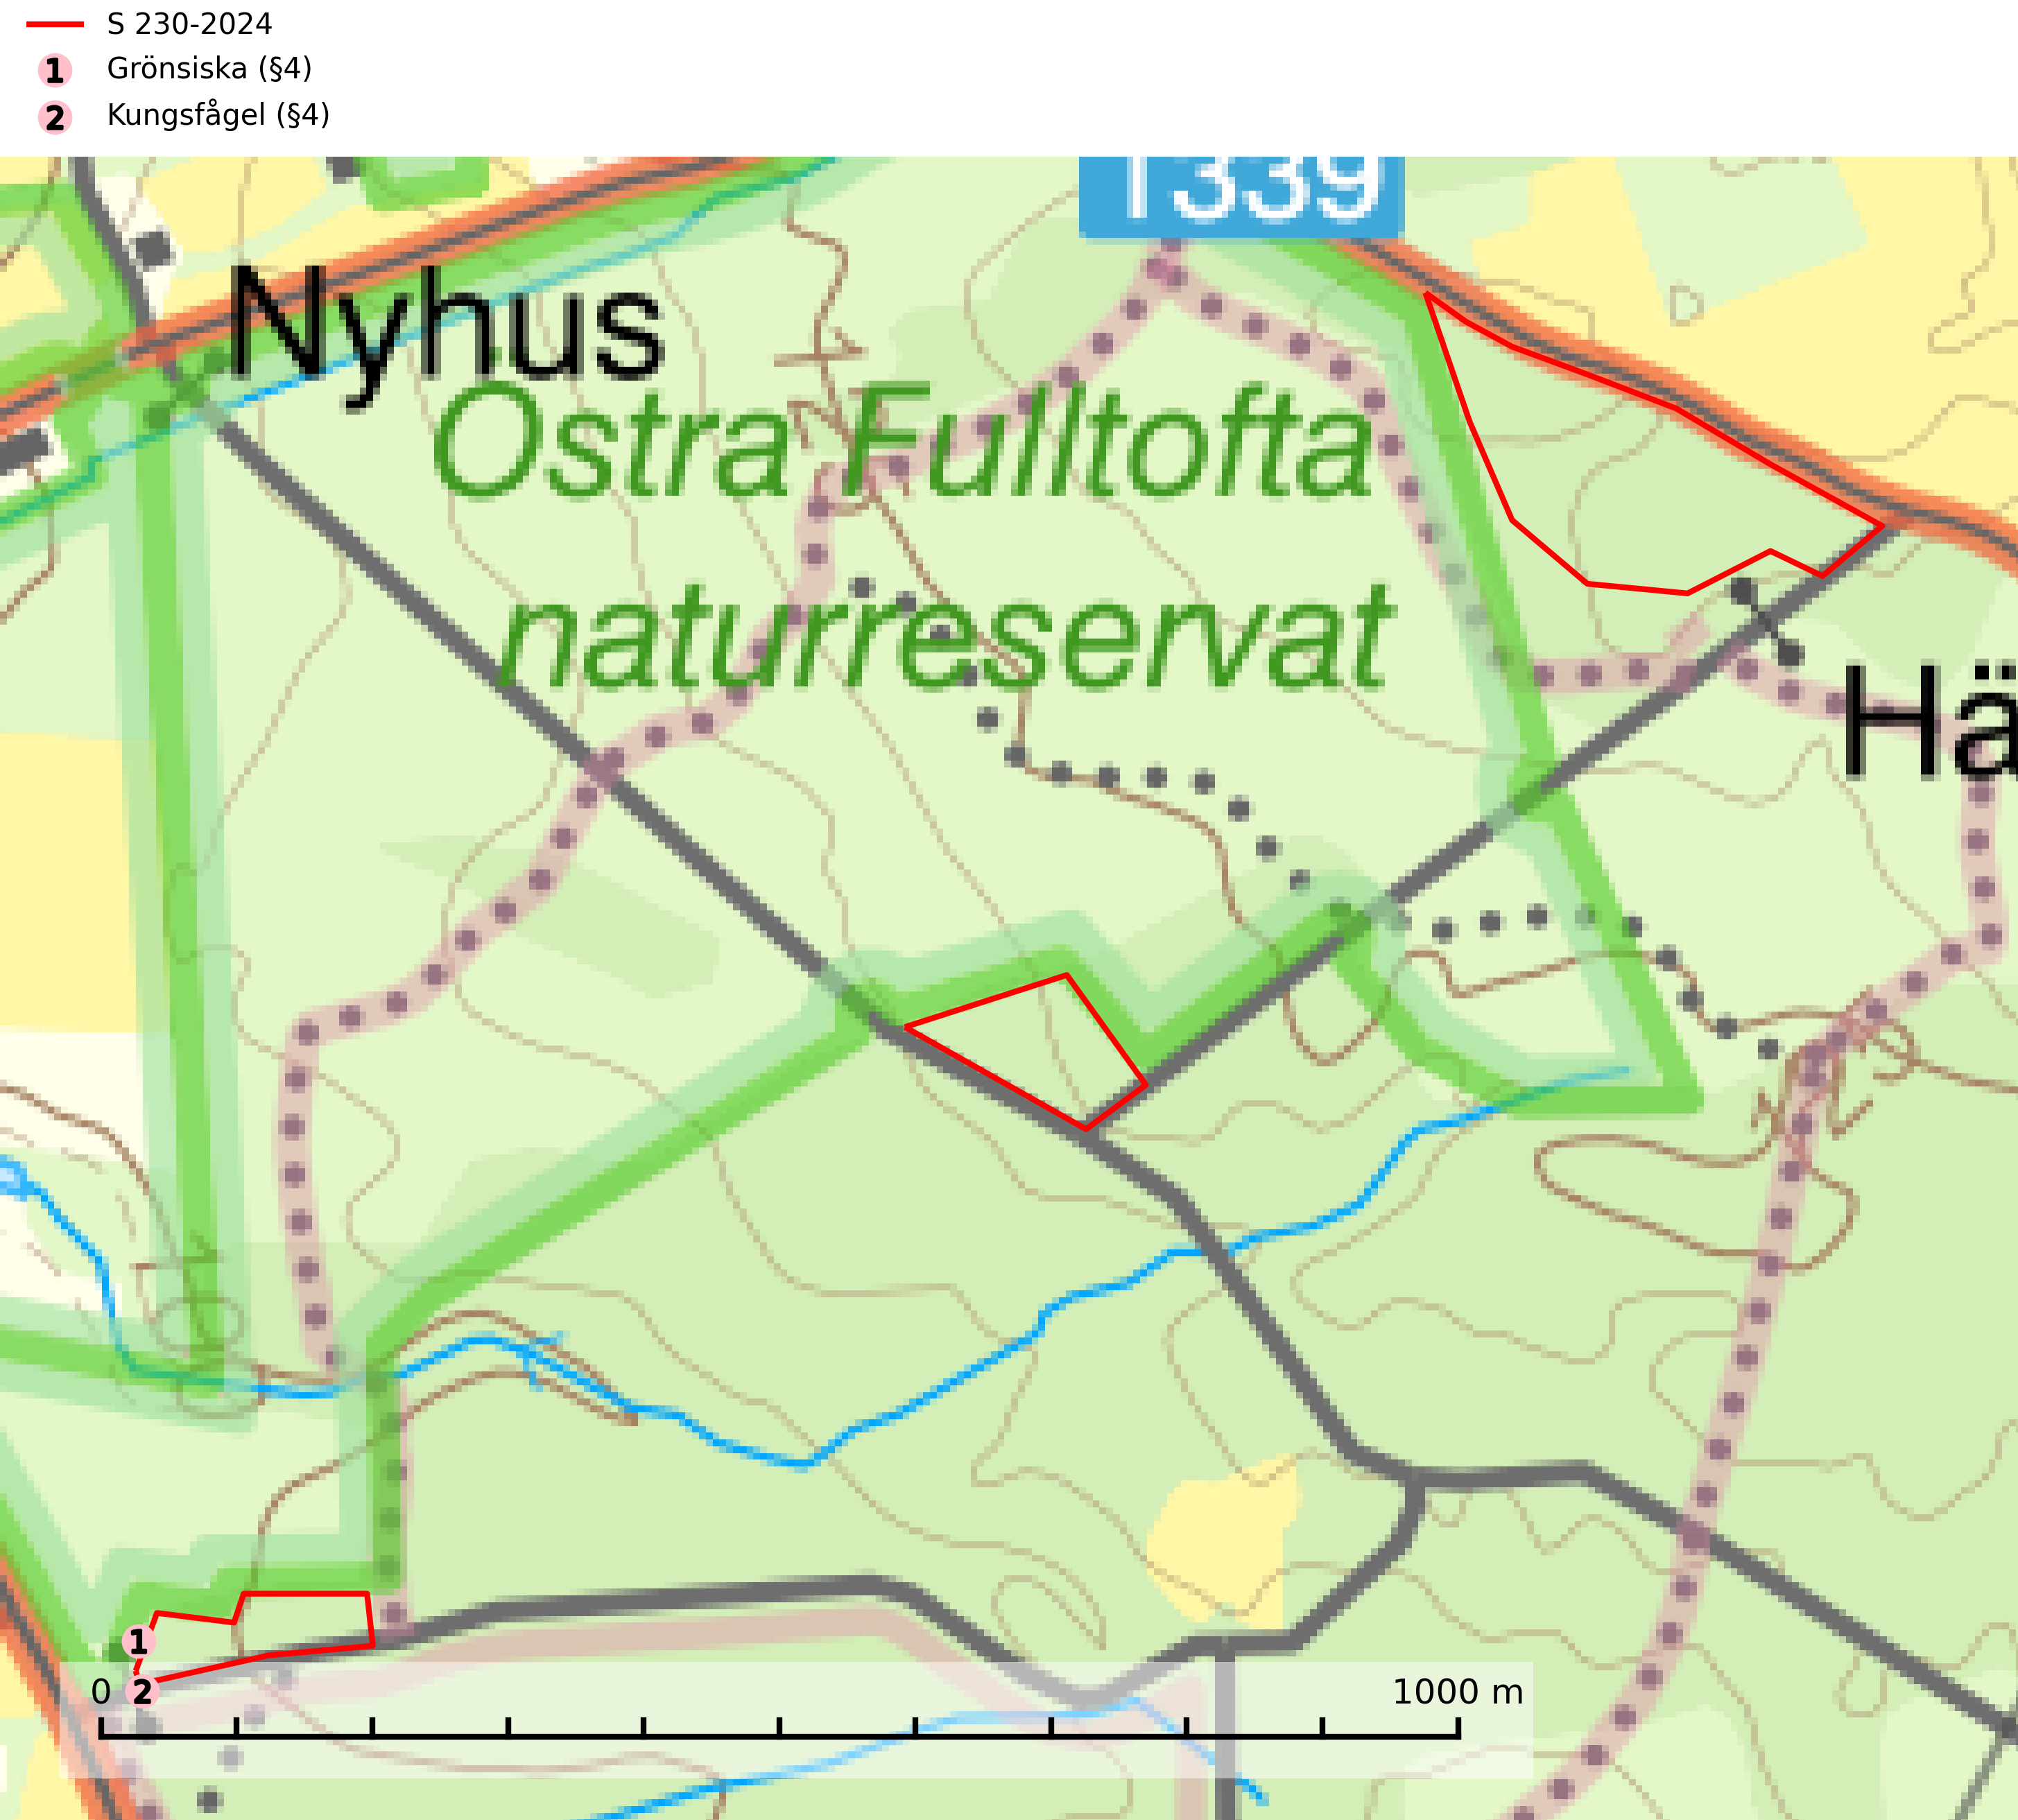 S 230-2024
1 Grönsiska (§4)
2 Kungsfågel (§4)
1339
Nyhus
Östra Fulltofta
naturreservat
Hä
1
2
0 1000 m